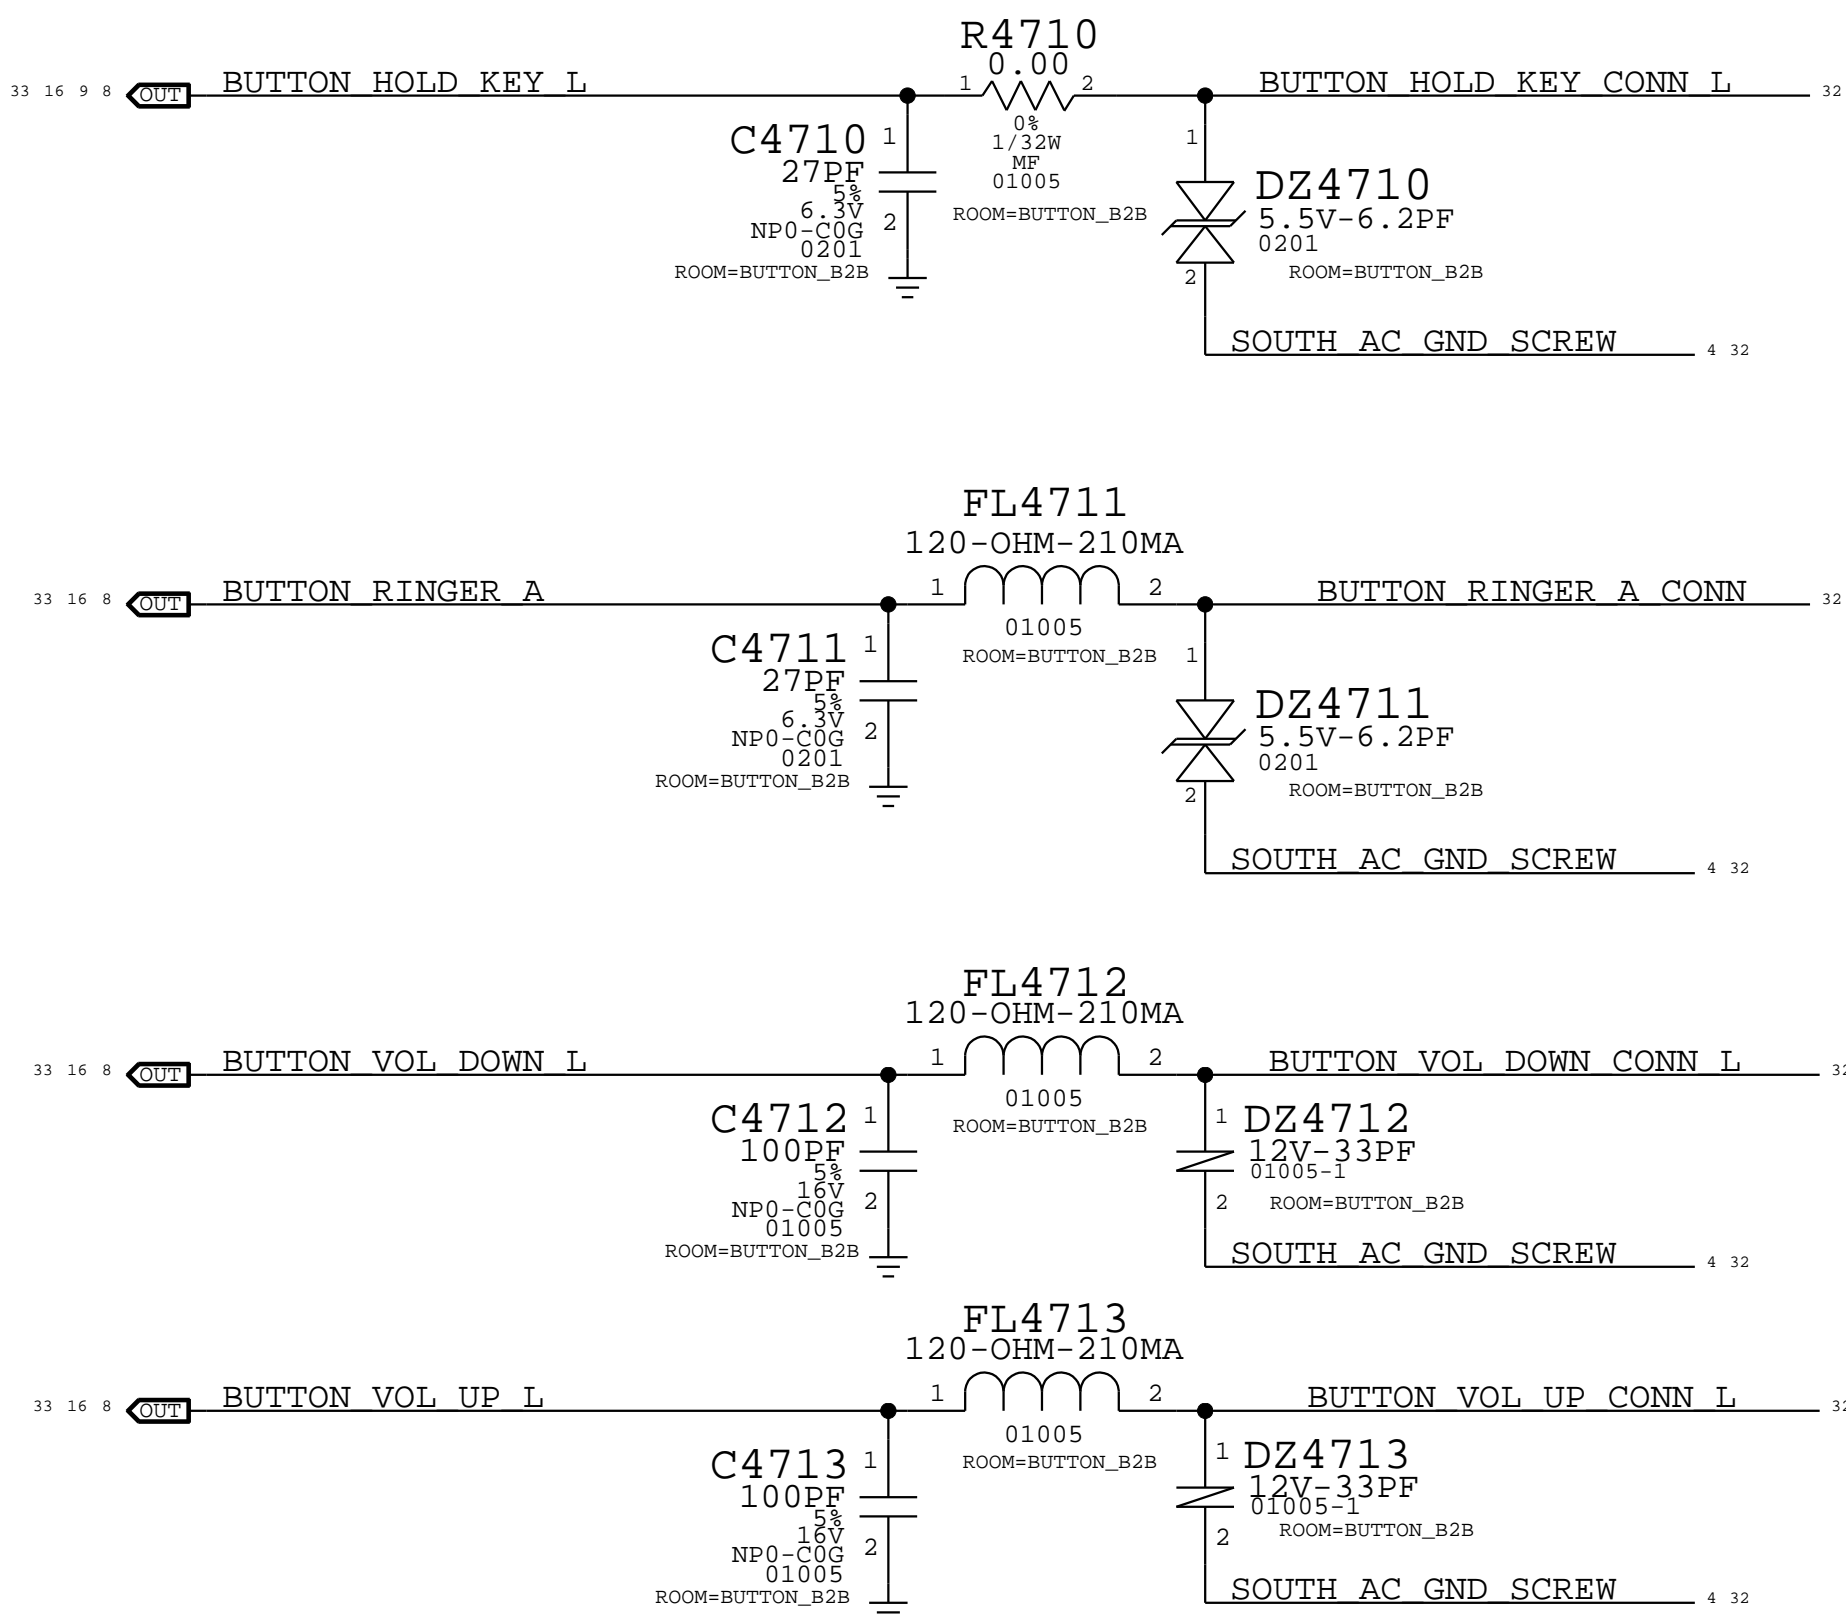 R4710
0.00
33 16 9 8 OUT BUTTON_HOLD_KEY_L 1 2 BUTTON_HOLD_KEY_CONN_L 32
C4710 1
27PF
5%
6.3V
NP0-C0G
0201
2
ROOM=BUTTON_B2B
0%
1/32W
MF
01005
ROOM=BUTTON_B2B
1
DZ4710
5.5V-6.2PF
0201
ROOM=BUTTON_B2B
2
SOUTH_AC_GND_SCREW 4 32
FL4711
120-OHM-210MA
33 16 8 OUT BUTTON_RINGER_A 1 2 BUTTON_RINGER_A_CONN 32
01005
ROOM=BUTTON_B2B
C4711 1
27PF
5%
6.3V
NP0-C0G
0201
2
ROOM=BUTTON_B2B
1
DZ4711
5.5V-6.2PF
0201
ROOM=BUTTON_B2B
2
SOUTH_AC_GND_SCREW 4 32
FL4712
120-OHM-210MA
33 16 8 OUT BUTTON_VOL_DOWN_L 1 2 BUTTON_VOL_DOWN_CONN_L
01005
ROOM=BUTTON_B2B
C4712 1
100PF
5%
16V
NP0-C0G
01005
2
ROOM=BUTTON_B2B
1 DZ4712
12V-33PF
01005-1
2 ROOM=BUTTON_B2B
SOUTH_AC_GND_SCREW 4 32
FL4713
120-OHM-210MA
33 16 8 OUT BUTTON_VOL_UP_L 1 2 BUTTON_VOL_UP_CONN_L
01005
ROOM=BUTTON_B2B
C4713 1
100PF
5%
16V
NP0-C0G
01005
2
ROOM=BUTTON_B2B
1 DZ4713
12V-33PF
01005-1
ROOM=BUTTON_B2B
2
SOUTH_AC_GND_SCREW 4 32